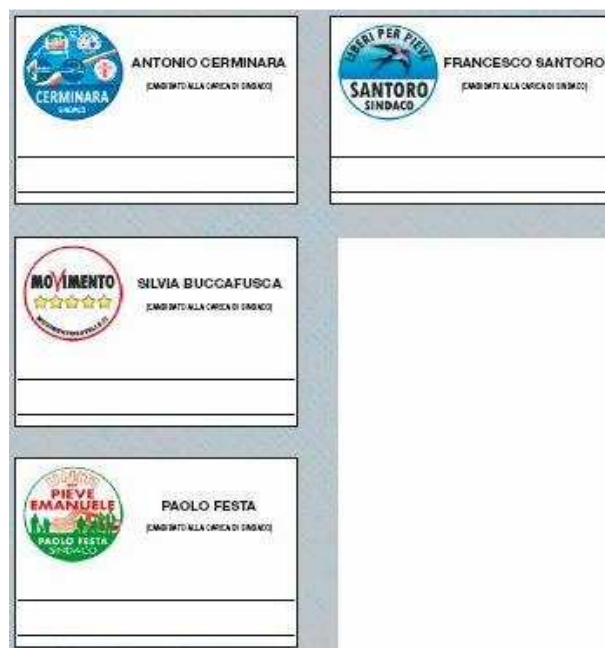 CERMINARA
SINDACO
ANTONIO CERMINARA
(CANDIDATO ALLA CARICA DI SINDACO)
LIBERI PER PIEVE
SANTORO
SINDACO
FRANCESCO SANTORO
(CANDIDATO ALLA CARICA DI SINDACO)
MOVIMENTO
SILVIA BUCCAFUSCA
(CANDIDATO ALLA CARICA DI SINDACO)
UNITI
PIEVE
EMANUELE
PAOLO FESTA
SINDACO
PAOLO FESTA
(CANDIDATO ALLA CARICA DI SINDACO)